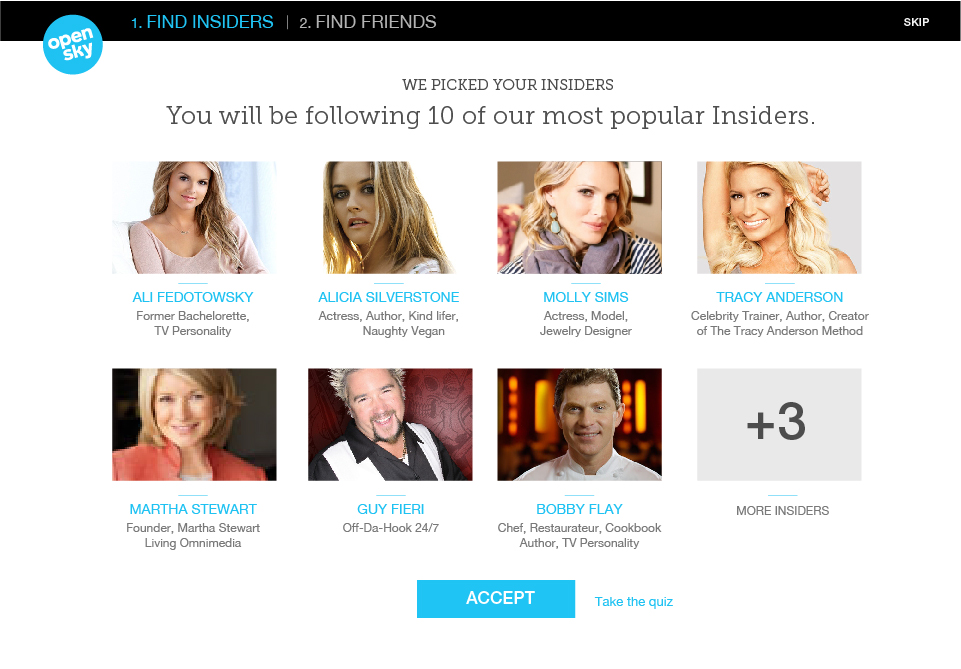 open
sky
1. FIND INSIDERS | 2. FIND FRIENDS
SKIP
WE PICKED YOUR INSIDERS
You will be following 10 of our most popular Insiders.
ALI FEDOTOWSKY
Former Bachelorette,
TV Personality
ALICIA SILVERSTONE
Actress, Author, Kind lifer,
Naughty Vegan
MOLLY SIMS
Actress, Model,
Jewelry Designer
TRACY ANDERSON
Celebrity Trainer, Author, Creator
of The Tracy Anderson Method
MARTHA STEWART
Founder, Martha Stewart
Living Omnimedia
GUY FIERI
Off-Da-Hook 24/7
BOBBY FLAY
Chef, Restaurateur, Cookbook
Author, TV Personality
+3
MORE INSIDERS
ACCEPT
Take the quiz